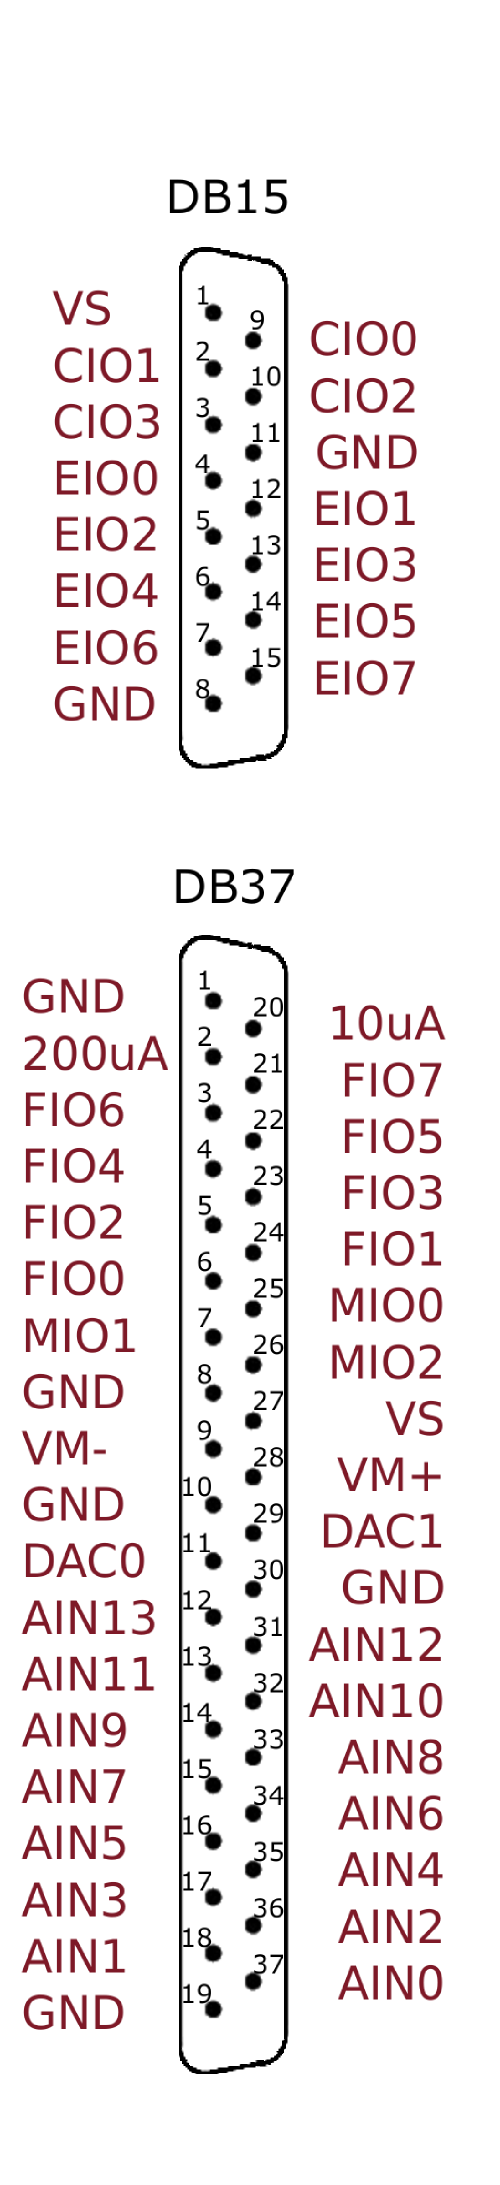 DB15
VS 1
9 CIO0
CIO1 2
10 CIO2
CIO3 3
11 GND
EIO0 4
12 EIO1
EIO2 5
13 EIO3
EIO4 6
14 EIO5
EIO6 7
15 EIO7
GND 8
DB37
GND 1
20 10uA
200uA 2
21 FIO7
FIO6 3
22 FIO5
FIO4 4
23 FIO3
FIO2 5
24 FIO1
FIO0 6
25 MIO0
MIO1 7
26 MIO2
GND 8
27 VS
VM- 9
28 VM+
GND 10
29 DAC1
DAC0 11
30 GND
AIN13 12
31 AIN12
AIN11 13
32 AIN10
AIN9 14
33 AIN8
AIN7 15
34 AIN6
AIN5 16
35 AIN4
AIN3 17
36 AIN2
AIN1 18
37 AIN0
GND 19